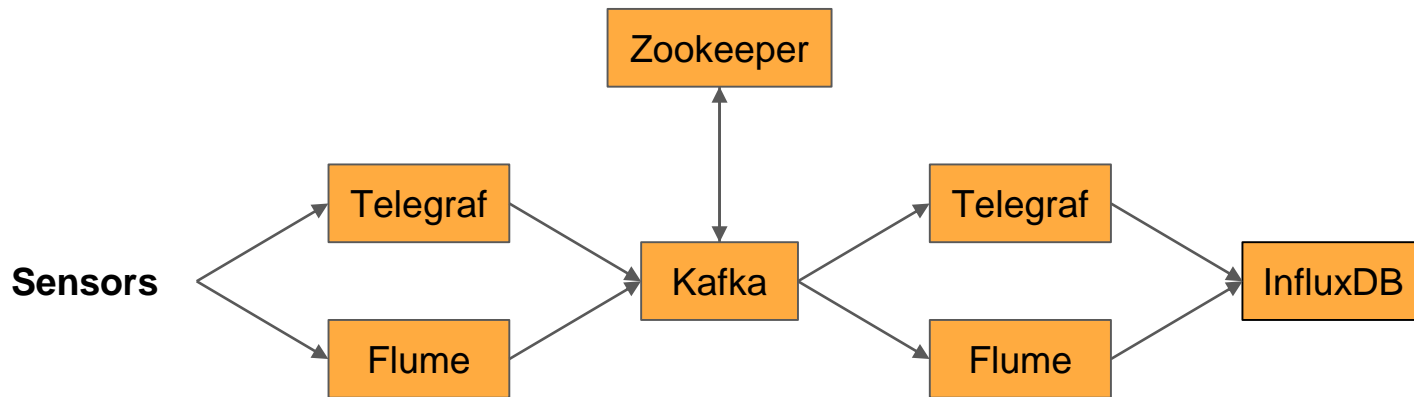 Zookeeper
Telegraf
Telegraf
Sensors
Kafka
InfluxDB
Flume
Flume